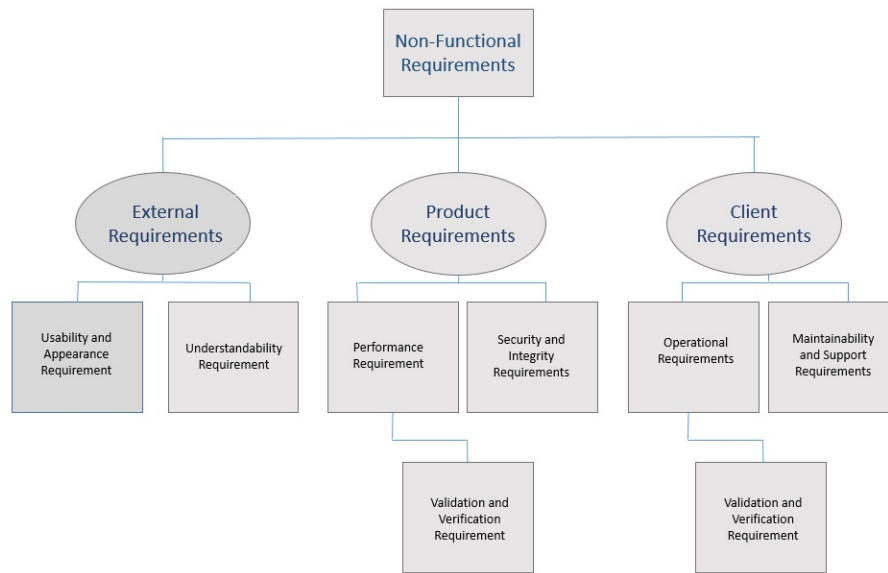 Non-Functional
Requirements
External
Requirements
Product
Requirements
Client
Requirements
Usability and
Appearance
Requirement
Understandability
Requirement
Performance
Requirement
Security and
Integrity
Requirements
Operational
Requirements
Maintainability
and Support
Requirements
Validation and
Verification
Requirement
Validation and
Verification
Requirement